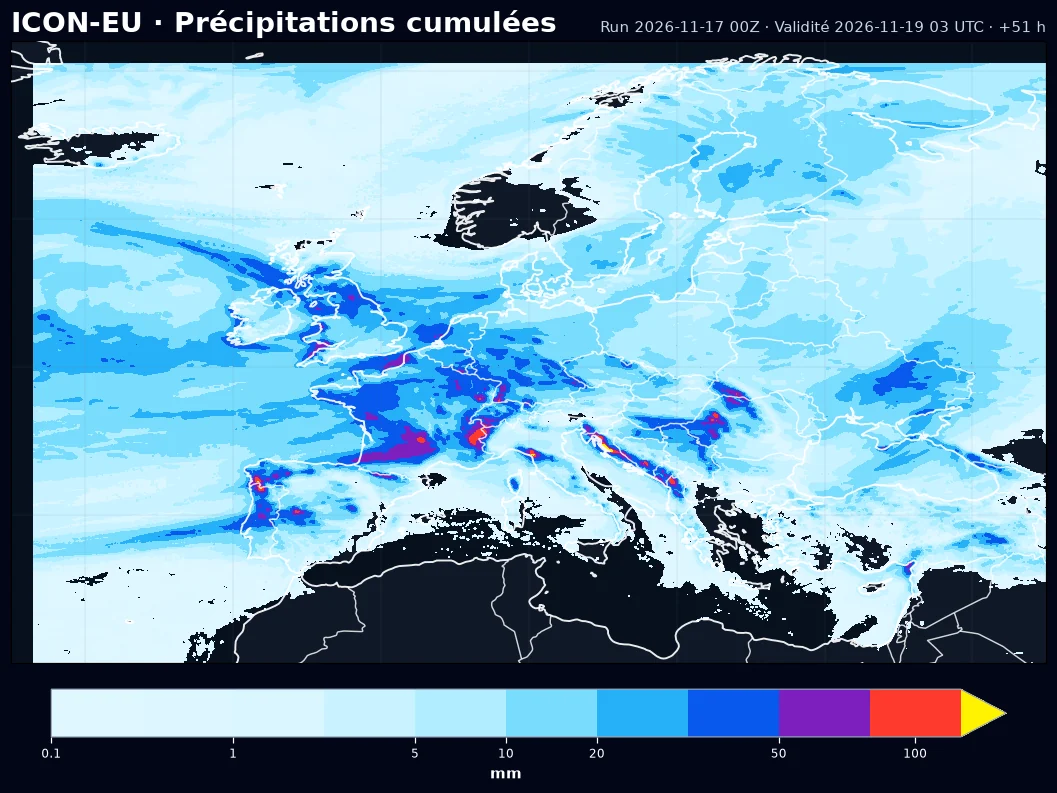 ICON-EU · Précipitations cumulées
Run 2026-11-17 00Z · Validité 2026-11-19 03 UTC · +51 h
0.1 1 5 10 20 50 100
mm